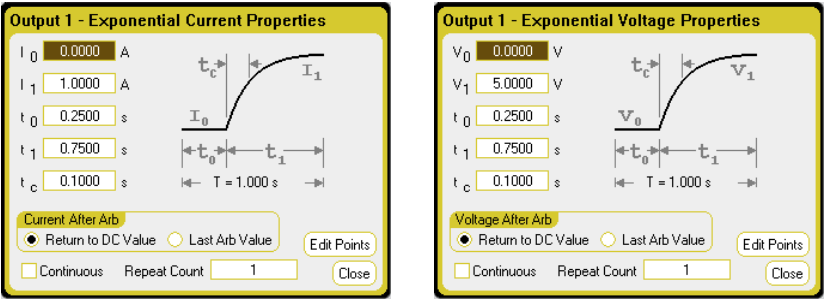 Output 1 - Exponential Current Properties
I 0 0.0000 A
I 1 1.0000 A
t 0 0.2500 s
t 1 0.7500 s
t c 0.1000 s
tc
I1
I0
t0 t1
T = 1.000 s
Current After Arb
Return to DC Value Last Arb Value
Edit Points
Continuous Repeat Count 1
Close
Output 1 - Exponential Voltage Properties
V0 0.0000 V
V1 5.0000 V
t 0 0.2500 s
t 1 0.7500 s
t c 0.1000 s
tc
V1
V0
t0 t1
T = 1.000 s
Voltage After Arb
Return to DC Value Last Arb Value
Edit Points
Continuous Repeat Count 1
Close